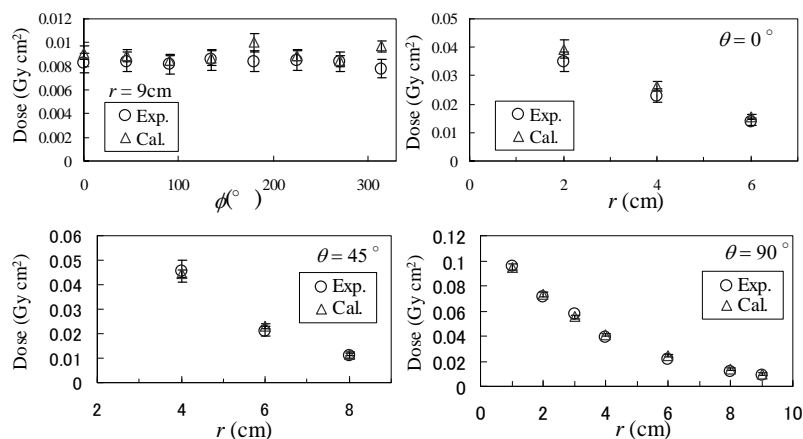 Dose (Gy cm²)
0.012
0.01
0.008
0.006
0.004
0.002
0
r = 9cm
Exp.
Cal.
0 100 200 300
ϕ(°)
Dose (Gy cm²)
0.05
0.04
0.03
0.02
0.01
0
θ = 0 °
Exp.
Cal.
0 2 4 6
r (cm)
Dose (Gy cm²)
0.06
0.05
0.04
0.03
0.02
0.01
0
θ = 45 °
Exp.
Cal.
2 4 6 8
r (cm)
Dose (Gy cm²)
0.12
0.1
0.08
0.06
0.04
0.02
0
θ = 90 °
Exp.
Cal.
0 2 4 6 8 10
r (cm)